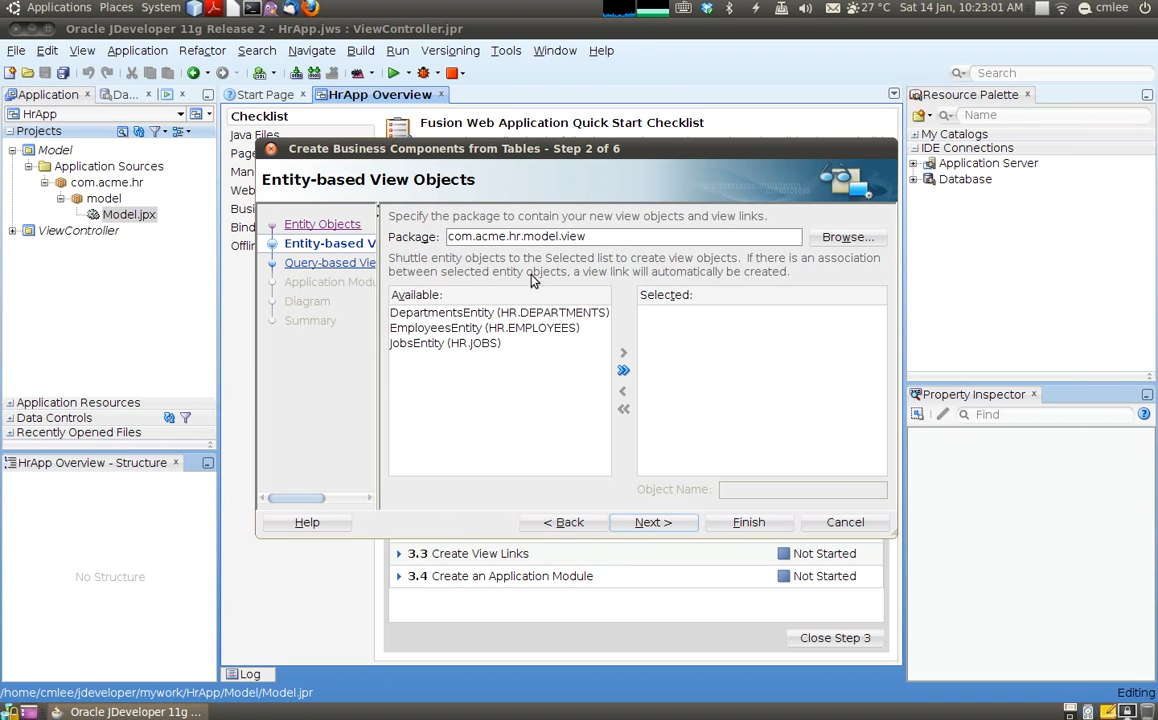 Applications Places System 27 °C Sat 14 Jan, 10:23:01 AM cmlee
Oracle JDeveloper 11g Release 2 - HrApp.jws : ViewController.jpr
File Edit View Application Refactor Search Navigate Build Run Versioning Tools Window Help
Search
Application Da...
Start Page HrApp Overview
Resource Palette
HrApp
Name
Projects
Model
Application Sources
com.acme.hr
model
Model.jpx
ViewController
Application Resources
Data Controls
Recently Opened Files
HrApp Overview - Structure
No Structure
Checklist
Java Files
Fusion Web Application Quick Start Checklist
Create Business Components from Tables - Step 2 of 6
Entity-based View Objects
Entity Objects
Entity-based V
Query-based Vie
Application Modu
Diagram
Summary
Specify the package to contain your new view objects and view links.
Package: com.acme.hr.model.view Browse...
Shuttle entity objects to the Selected list to create view objects. If there is an association
between selected entity objects, a view link will automatically be created.
Available:
DepartmentsEntity (HR.DEPARTMENTS)
EmployeesEntity (HR.EMPLOYEES)
JobsEntity (HR.JOBS)
Selected:
Object Name:
Help < Back Next > Finish Cancel
3.3 Create View Links Not Started
3.4 Create an Application Module Not Started
Close Step 3
Log
My Catalogs
IDE Connections
Application Server
Database
Property Inspector
Find
/home/cmlee/jdeveloper/mywork/HrApp/Model/Model.jpr
Editing
Oracle JDeveloper 11g ...